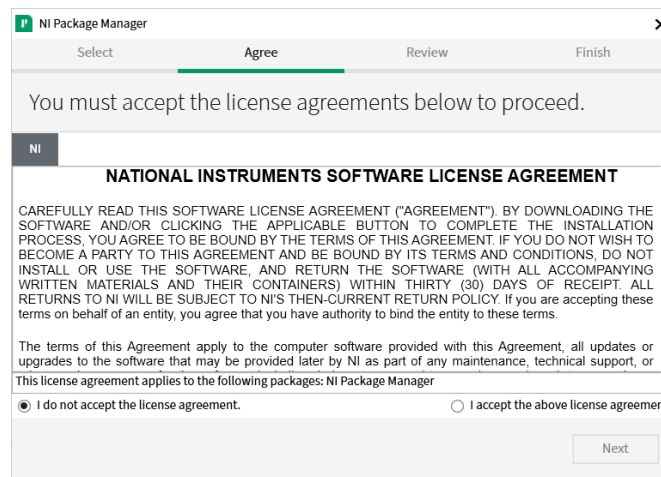 NI Package Manager
Select Agree Review Finish
You must accept the license agreements below to proceed.
NI
NATIONAL INSTRUMENTS SOFTWARE LICENSE AGREEMENT
CAREFULLY READ THIS SOFTWARE LICENSE AGREEMENT ("AGREEMENT"). BY DOWNLOADING THE
SOFTWARE AND/OR CLICKING THE APPLICABLE BUTTON TO COMPLETE THE INSTALLATION
PROCESS, YOU AGREE TO BE BOUND BY THE TERMS OF THIS AGREEMENT. IF YOU DO NOT WISH TO
BECOME A PARTY TO THIS AGREEMENT AND BE BOUND BY ITS TERMS AND CONDITIONS, DO NOT
INSTALL OR USE THE SOFTWARE, AND RETURN THE SOFTWARE (WITH ALL ACCOMPANYING
WRITTEN MATERIALS AND THEIR CONTAINERS) WITHIN THIRTY (30) DAYS OF RECEIPT. ALL
RETURNS TO NI WILL BE SUBJECT TO NI'S THEN-CURRENT RETURN POLICY. If you are accepting these
terms on behalf of an entity, you agree that you have authority to bind the entity to these terms.
The terms of this Agreement apply to the computer software provided with this Agreement, all updates or
upgrades to the software that may be provided later by NI as part of any maintenance, technical support, or
This license agreement applies to the following packages: NI Package Manager
I do not accept the license agreement. I accept the above license agreemen
Next